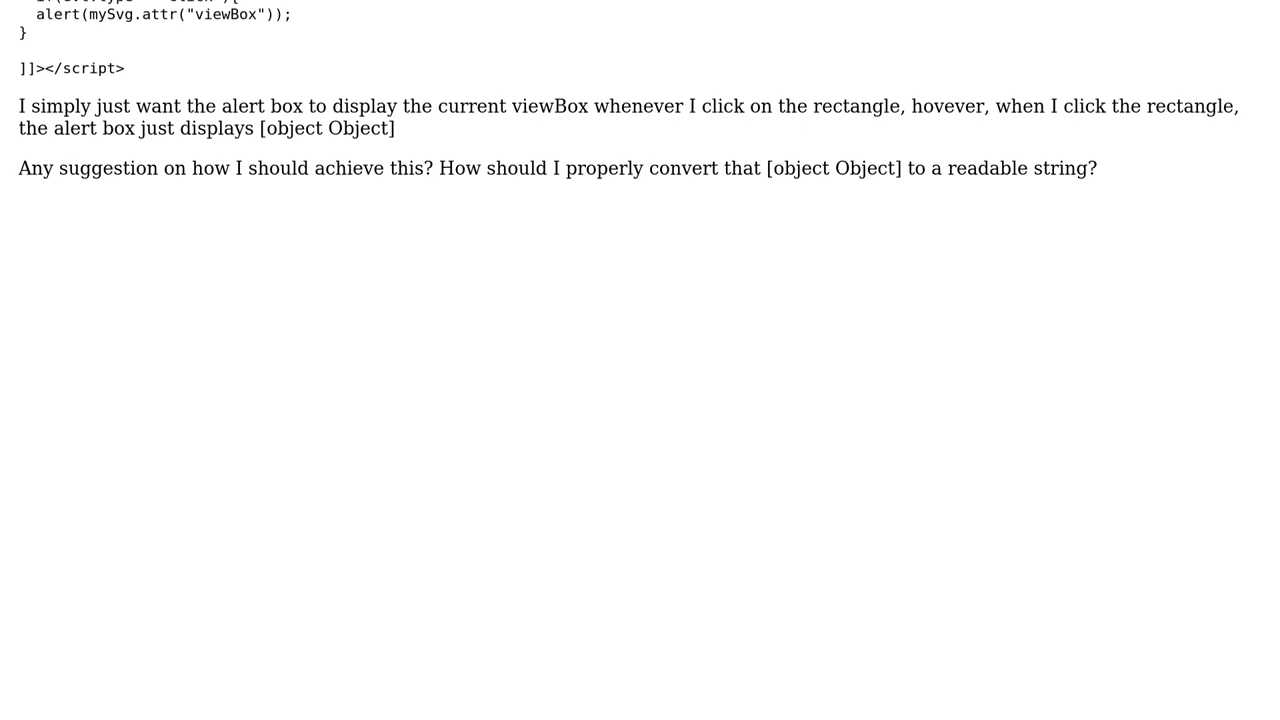 alert(mySvg.attr("viewBox"));
}
]]></script>
I simply just want the alert box to display the current viewBox whenever I click on the rectangle, hovever, when I click the rectangle,
the alert box just displays [object Object]
Any suggestion on how I should achieve this? How should I properly convert that [object Object] to a readable string?